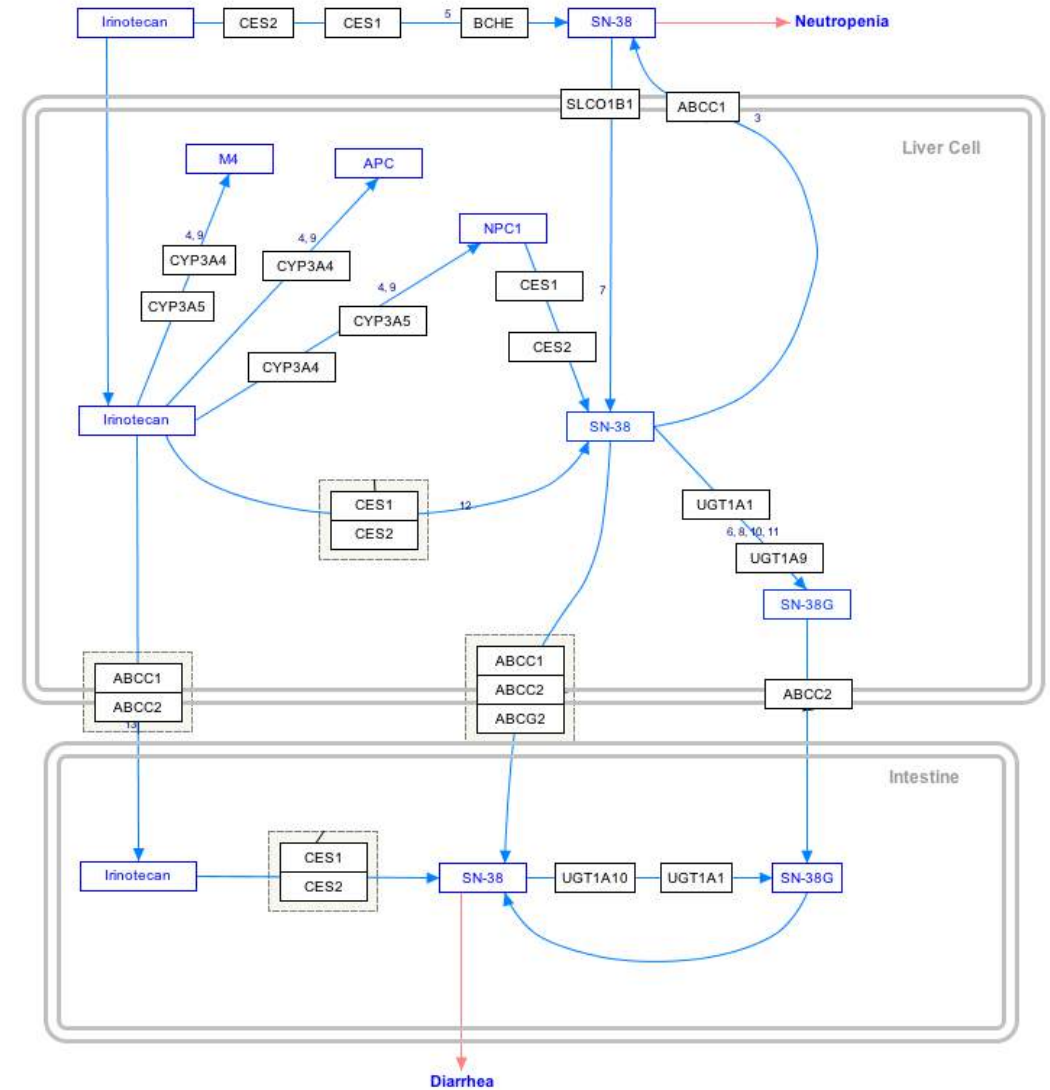 Irinotecan
CES2
CES1
5
BCHE
SN-38
Neutropenia
SLCO1B1
ABCC1
3
Liver Cell
M4
APC
NPC1
4, 9
CYP3A4
CYP3A5
4, 9
CYP3A4
4, 9
CYP3A5
CYP3A4
CES1
7
CES2
Irinotecan
SN-38
CES1
CES2
12
UGT1A1
6, 8, 10, 11
UGT1A9
SN-38G
ABCC1
ABCC2
13
ABCC1
ABCC2
ABCG2
ABCC2
Intestine
Irinotecan
CES1
CES2
SN-38
UGT1A10
UGT1A1
SN-38G
Diarrhea